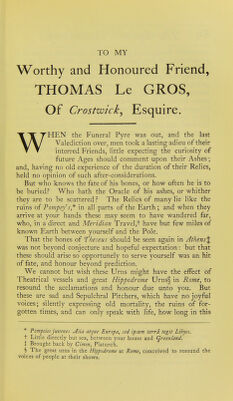 TO MY
Worthy and Honoured Friend,
THOMAS Le GROS,
Of Crostwick, Esquire.
WHEN the Funeral Pyre was out, and the last
Valediction over, men took a lasting adieu of their
interred Friends, little expecting the curiosity of
future Ages should comment upon their Ashes;
and, having no old experience of the duration of their Relics,
held no opinion of such after-considerations.
But who knows the fate of his bones, or how often he is to
be buried? Who hath the Oracle of his ashes, or whither
they are to be scattered? The Relics of many lie like the
ruins of Pompey's,* in all parts of the Earth; and when they
arrive at your hands these may seem to have wandered far,
who, in a direct and Meridian Travel,† have but few miles of
known Earth between yourself and the Pole.
That the bones of Theseus should be seen again in Athens‡
was not beyond conjecture and hopeful expectation: but that
these should arise so opportunely to serve yourself was an hit
of fate, and honour beyond prediction.
We cannot but wish these Urns might have the effect of
Theatrical vessels and great Hippodrome Urns§ in Rome, to
resound the acclamations and honour due unto you. But
these are sad and Sepulchral Pitchers, which have no joyful
voices; silently expressing old mortality, the ruins of for-
gotten times, and can only speak with life, how long in this
* Pompeios juvenes Asia atque Europa, sed ipsum terrâ tegit Libyes.
† Little directly but sea, between your house and Greenland.
‡ Brought back by Cimon, Plutarch.
§ The great urns in the Hippodrome at Rome, conceived to resound the
voices of people at their shows.